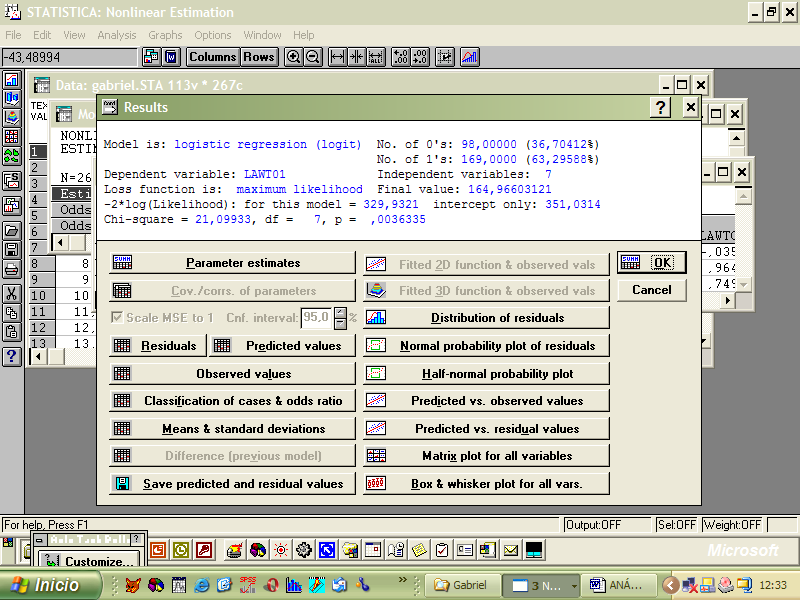 STATISTICA: Nonlinear Estimation
File Edit View Analysis Graphs Options Window Help
-43,48994
Columns Rows
Data: gabriel.STA 113v * 267c
TEX
VAL
Results
NONLI
ESTIM
N=26
Esti
Odds
Odds
1
2
3
4
5
6
7
8 8
9 9
10 10
11 11
12 12,
13 13.
LAWTO
-,035
,964
,749
Model is: logistic regression (logit) No. of 0's: 98,00000 (36,70412%)
No. of 1's: 169,0000 (63,29588%)
Dependent variable: LAWT01 Independent variables: 7
Loss function is: maximum likelihood Final value: 164,96603121
-2*log(Likelihood): for this model = 329,9321 intercept only: 351,0314
Chi-square = 21,09933, df = 7, p = ,0036335
Parameter estimates
Fitted 2D function & observed vals
OK
Cov./corrs. of parameters
Fitted 3D function & observed vals
Cancel
Scale MSE to 1 Cnf. interval: 95,0 %
Distribution of residuals
Residuals
Predicted values
Normal probability plot of residuals
Observed values
Half-normal probability plot
Classification of cases & odds ratio
Predicted vs. observed values
Means & standard deviations
Predicted vs. residual values
Difference (previous model)
Matrix plot for all variables
Save predicted and residual values
Box & whisker plot for all vars.
For help, Press F1
Output:OFF
Sel:OFF
Weight:OFF
Customize...
Microsoft
Inicio
SPSS
Gabriel
3 N...
ANÁ...
12:33